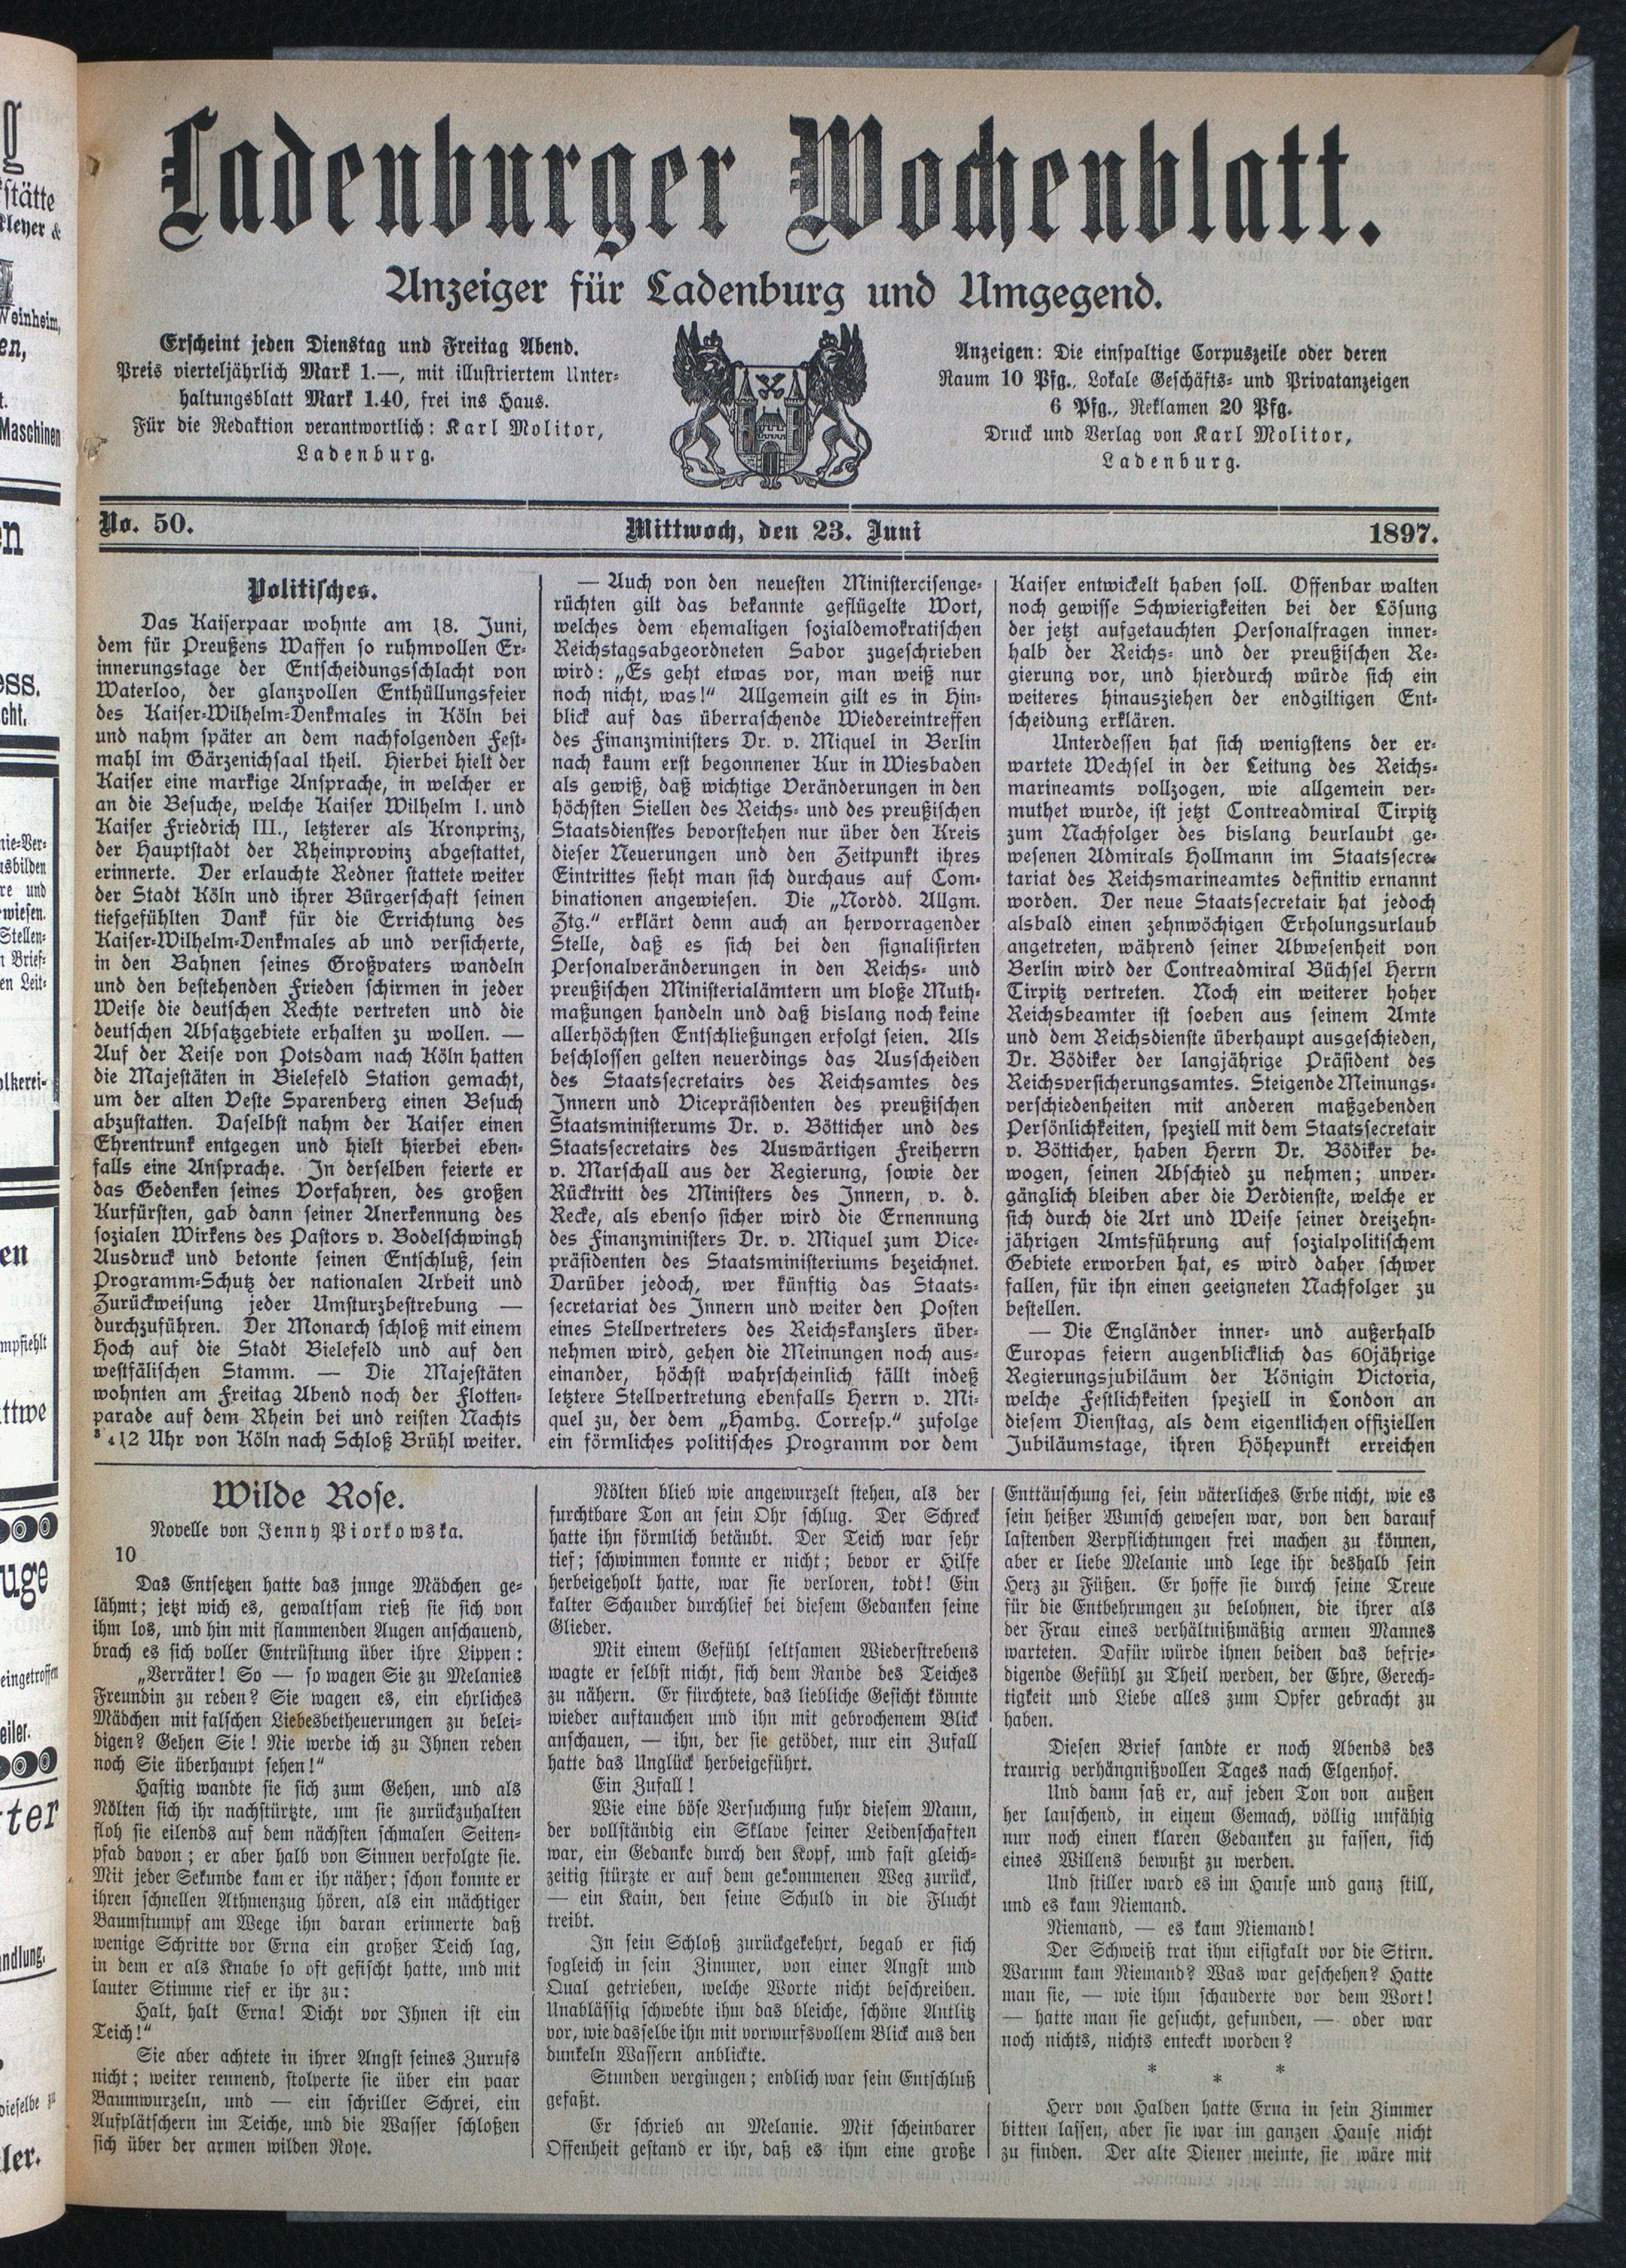 Ladenburger Wochenblatt.
Anzeiger für Ladenburg und Umgegend.
Erscheint jeden Dienstag und Freitag Abend.
Preis vierteljährlich Mark 1.—, mit illustriertem Unter-
haltungsblatt Mark 1.40, frei ins Haus.
Für die Redaktion verantwortlich: Karl Molitor,
Ladenburg.
Anzeigen: Die einspaltige Corpuszeile oder deren
Raum 10 Pfg., Lokale Geschäfts- und Privatanzeigen
6 Pfg., Reklamen 20 Pfg.
Druck und Verlag von Karl Molitor,
Ladenburg.
No. 50.
Mittwoch, den 23. Juni
1897.
Politisches.
Das Kaiserpaar wohnte am 18. Juni,
dem für Preußens Waffen so ruhmvollen Er-
innerungstage der Entscheidungsschlacht von
Waterloo, der glanzvollen Enthüllungsfeier
des Kaiser-Wilhelm-Denkmales in Köln bei
und nahm später an dem nachfolgenden Fest-
mahl im Gärzenichsaal theil. Hierbei hielt der
Kaiser eine markige Ansprache, in welcher er
an die Besuche, welche Kaiser Wilhelm I. und
Kaiser Friedrich III., letzterer als Kronprinz,
der Hauptstadt der Rheinprovinz abgestattet,
erinnerte. Der erlauchte Redner stattete weiter
der Stadt Köln und ihrer Bürgerschaft seinen
tiefgefühlten Dank für die Errichtung des
Kaiser-Wilhelm-Denkmales ab und versicherte,
in den Bahnen seines Großvaters wandeln
und den bestehenden Frieden schirmen in jeder
Weise die deutschen Rechte vertreten und die
deutschen Absatzgebiete erhalten zu wollen. —
Auf der Reise von Potsdam nach Köln hatten
die Majestäten in Bielefeld Station gemacht,
um der alten Veste Sparenberg einen Besuch
abzustatten. Daselbst nahm der Kaiser einen
Ehrentrunk entgegen und hielt hierbei eben-
falls eine Ansprache. In derselben feierte er
das Gedenken seines Vorfahren, des großen
Kurfürsten, gab dann seiner Anerkennung des
sozialen Wirkens des Pastors v. Bodelschwingh
Ausdruck und betonte seinen Entschluß, sein
Programm-Schutz der nationalen Arbeit und
Zurückweisung jeder Umsturzbestrebung —
durchzuführen. Der Monarch schloß mit einem
Hoch auf die Stadt Bielefeld und auf den
westfälischen Stamm. — Die Majestäten
wohnten am Freitag Abend noch der Flotten-
parade auf dem Rhein bei und reisten Nachts
³⁄₄12 Uhr von Köln nach Schloß Brühl weiter.
— Auch von den neuesten Ministercisenge-
rüchten gilt das bekannte geflügelte Wort,
welches dem ehemaligen sozialdemokratischen
Reichstagsabgeordneten Sabor zugeschrieben
wird: „Es geht etwas vor, man weiß nur
noch nicht, was!“ Allgemein gilt es in Hin-
blick auf das überraschende Wiedereintreffen
des Finanzministers Dr. v. Miquel in Berlin
nach kaum erst begonnener Kur in Wiesbaden
als gewiß, daß wichtige Veränderungen in den
höchsten Stellen des Reichs- und des preußischen
Staatsdienstes bevorstehen nur über den Kreis
dieser Neuerungen und den Zeitpunkt ihres
Eintrittes sieht man sich durchaus auf Com-
binationen angewiesen. Die „Nordd. Allgm.
Ztg.“ erklärt denn auch an hervorragender
Stelle, daß es sich bei den signalisirten
Personalveränderungen in den Reichs- und
preußischen Ministerialämtern um bloße Muth-
maßungen handeln und daß bislang noch keine
allerhöchsten Entschließungen erfolgt seien. Als
beschlossen gelten neuerdings das Ausscheiden
des Staatssecretairs des Reichsamtes des
Innern und Vicepräsidenten des preußischen
Staatsministerums Dr. v. Bötticher und des
Staatssecretairs des Auswärtigen Freiherrn
v. Marschall aus der Regierung, sowie der
Rücktritt des Ministers des Innern, v. d.
Recke, als ebenso sicher wird die Ernennung
des Finanzministers Dr. v. Miquel zum Vice-
präsidenten des Staatsministeriums bezeichnet.
Darüber jedoch, wer künftig das Staats-
secretariat des Innern und weiter den Posten
eines Stellvertreters des Reichskanzlers über-
nehmen wird, gehen die Meinungen noch aus-
einander, höchst wahrscheinlich fällt indeß
letztere Stellvertretung ebenfalls Herrn v. Mi-
quel zu, der dem „Hambg. Corresp.“ zufolge
ein förmliches politisches Programm vor dem
Kaiser entwickelt haben soll. Offenbar walten
noch gewisse Schwierigkeiten bei der Lösung
der jetzt aufgetauchten Personalfragen inner-
halb der Reichs- und der preußischen Re-
gierung vor, und hierdurch würde sich ein
weiteres Hinausziehen der endgiltigen Ent-
scheidung erklären.
Unterdessen hat sich wenigstens der er-
wartete Wechsel in der Leitung des Reichs-
marineamts vollzogen, wie allgemein ver-
muthet wurde, ist jetzt Contreadmiral Tirpitz
zum Nachfolger des bislang beurlaubt ge-
wesenen Admirals Hollmann im Staatssecre-
tariat des Reichsmarineamtes definitiv ernannt
worden. Der neue Staatssecretair hat jedoch
alsbald einen zehnwöchigen Erholungsurlaub
angetreten, während seiner Abwesenheit von
Berlin wird der Contreadmiral Büchsel Herrn
Tirpitz vertreten. Noch ein weiterer hoher
Reichsbeamter ist soeben aus seinem Amte
und dem Reichsdienste überhaupt ausgeschieden,
Dr. Bödiker der langjährige Präsident des
Reichsversicherungsamtes. Steigende Meinungs-
verschiedenheiten mit anderen maßgebenden
Persönlichkeiten, speziell mit dem Staatssecretair
v. Bötticher, haben Herrn Dr. Bödiker be-
wogen, seinen Abschied zu nehmen; unver-
gänglich bleiben aber die Verdienste, welche er
sich durch die Art und Weise seiner dreizehn-
jährigen Amtsführung auf sozialpolitischem
Gebiete erworben hat, es wird daher schwer
fallen, für ihn einen geeigneten Nachfolger zu
bestellen.
— Die Engländer inner- und außerhalb
Europas feiern augenblicklich das 60jährige
Regierungsjubiläum der Königin Victoria,
welche Festlichkeiten speziell in London an
diesem Dienstag, als dem eigentlichen offiziellen
Jubiläumstage, ihren Höhepunkt erreichen
Wilde Rose.
Novelle von Jenny Piorkowska.
10
Das Entsetzen hatte das junge Mädchen ge-
lähmt; jetzt wich es, gewaltsam rieß sie sich von
ihm los, und hin mit flammenden Augen anschauend,
brach es sich voller Entrüstung über ihre Lippen:
„Verräter! So — so wagen Sie zu Melanies
Freundin zu reden? Sie wagen es, ein ehrliches
Mädchen mit falschen Liebesbetheuerungen zu belei-
digen? Gehen Sie! Nie werde ich zu Ihnen reden
noch Sie überhaupt sehen!“
Hastig wandte sie sich zum Gehen, und als
Nölten sich ihr nachstürtzte, um sie zurückzuhalten
floh sie eilends auf dem nächsten schmalen Seiten-
pfad davon; er aber halb von Sinnen verfolgte sie.
Mit jeder Sekunde kam er ihr näher; schon konnte er
ihren schnellen Athmenzug hören, als ein mächtiger
Baumstumpf am Wege ihn daran erinnerte daß
wenige Schritte vor Erna ein großer Teich lag,
in dem er als Knabe so oft gefischt hatte, und mit
lauter Stimme rief er ihr zu:
Halt, halt Erna! Dicht vor Ihnen ist ein
Teich!“
Sie aber achtete in ihrer Angst seines Zurufs
nicht; weiter rennend, stolperte sie über ein paar
Baumwurzeln, und — ein schriller Schrei, ein
Aufplätschern im Teiche, und die Wasser schloßen
sich über der armen wilden Rose.
Nölten blieb wie angewurzelt stehen, als der
furchtbare Ton an sein Ohr schlug. Der Schreck
hatte ihn förmlich betäubt. Der Teich war sehr
tief; schwimmen konnte er nicht; bevor er Hilfe
herbeigeholt hatte, war sie verloren, todt! Ein
kalter Schauder durchlief bei diesem Gedanken seine
Glieder.
Mit einem Gefühl seltsamen Wiederstrebens
wagte er selbst nicht, sich dem Rande des Teiches
zu nähern. Er fürchtete, das liebliche Gesicht könnte
wieder auftauchen und ihn mit gebrochenem Blick
anschauen, — ihn, der sie getödet, nur ein Zufall
hatte das Unglück herbeigeführt.
Ein Zufall!
Wie eine böse Versuchung fuhr diesem Mann,
der vollständig ein Sklave seiner Leidenschaften
war, ein Gedanke durch den Kopf, und fast gleich-
zeitig stürzte er auf dem gekommenen Weg zurück,
— ein Kain, den seine Schuld in die Flucht
treibt.
In sein Schloß zurückgekehrt, begab er sich
sogleich in sein Zimmer, von einer Angst und
Qual getrieben, welche Worte nicht beschreiben.
Unablässig schwebte ihm das bleiche, schöne Antlitz
vor, wie dasselbe ihn mit vorwurfsvollem Blick aus den
dunkeln Wassern anblickte.
Stunden vergingen; endlich war sein Entschluß
gefaßt.
Er schrieb an Melanie. Mit scheinbarer
Offenheit gestand er ihr, daß es ihm eine große
Enttäuschung sei, sein väterliches Erbe nicht, wie es
sein heißer Wunsch gewesen war, von den darauf
lastenden Verpflichtungen frei machen zu können,
aber er liebe Melanie und lege ihr deshalb sein
Herz zu Füßen. Er hoffe sie durch seine Treue
für die Entbehrungen zu belohnen, die ihrer als
der Frau eines verhältnißmäßig armen Mannes
warteten. Dafür würde ihnen beiden das befrie-
digende Gefühl zu Theil werden, der Ehre, Gerech-
tigkeit und Liebe alles zum Opfer gebracht zu
haben.
Diesen Brief sandte er noch Abends des
traurig verhängnißvollen Tages nach Elgenhof.
Und dann saß er, auf jeden Ton von außen
her lauschend, in einem Gemach, völlig unfähig
nur noch einen klaren Gedanken zu fassen, sich
eines Willens bewußt zu werden.
Und stiller ward es im Hause und ganz still,
und es kam Niemand.
Niemand, — es kam Niemand!
Der Schweiß trat ihm eisigkalt vor die Stirn.
Warum kam Niemand? Was war geschehen? Hatte
man sie, — wie ihm schauderte vor dem Wort!
— hatte man sie gesucht, gefunden, — oder war
noch nichts, nichts enteckt worden?
* * *
Herr von Halden hatte Erna in sein Zimmer
bitten lassen, aber sie war im ganzen Hause nicht
zu finden. Der alte Diener meinte, sie wäre mit